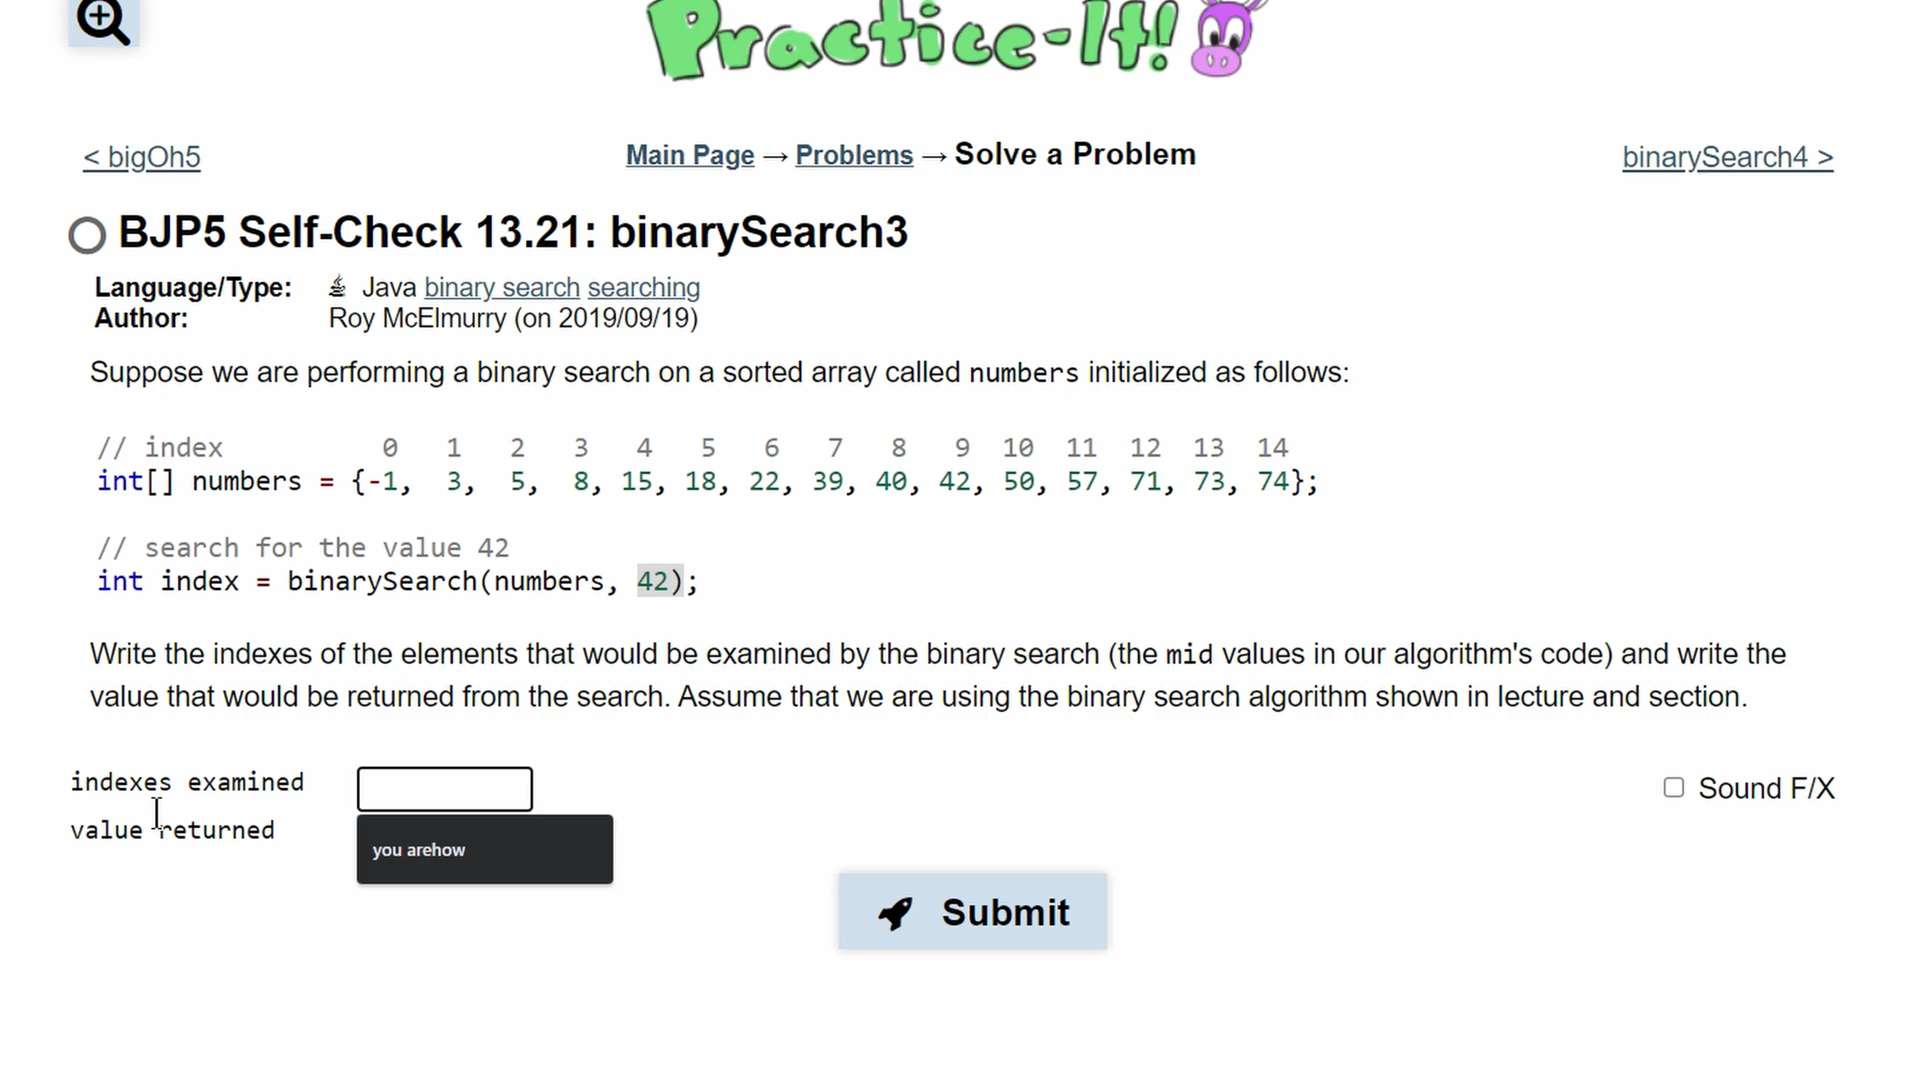 Practice-It!
< bigOh5
Main Page → Problems → Solve a Problem
binarySearch4 >
BJP5 Self-Check 13.21: binarySearch3
Language/Type: Java binary search searching
Author: Roy McElmurry (on 2019/09/19)
Suppose we are performing a binary search on a sorted array called numbers initialized as follows:
// index 0 1 2 3 4 5 6 7 8 9 10 11 12 13 14
int[] numbers = {-1, 3, 5, 8, 15, 18, 22, 39, 40, 42, 50, 57, 71, 73, 74};
// search for the value 42
int index = binarySearch(numbers, 42);
Write the indexes of the elements that would be examined by the binary search (the mid values in our algorithm's code) and write the
value that would be returned from the search. Assume that we are using the binary search algorithm shown in lecture and section.
indexes examined
Sound F/X
value returned
you arehow
Submit